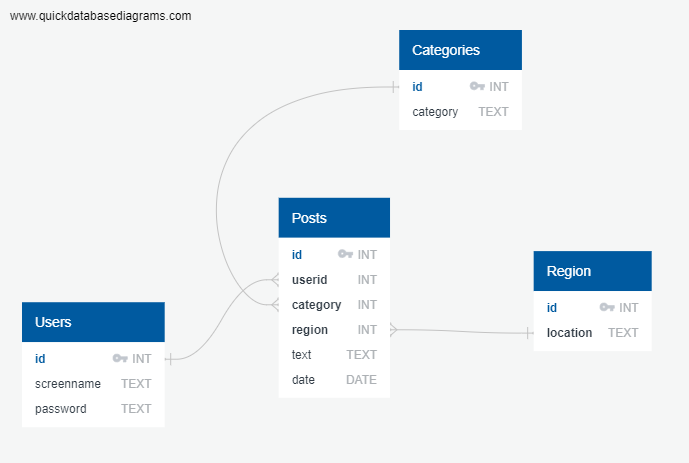 www.quickdatabasediagrams.com
Categories
id INT
category TEXT
Posts
id INT
userid INT
category INT
region INT
text TEXT
date DATE
Region
id INT
location TEXT
Users
id INT
screenname TEXT
password TEXT